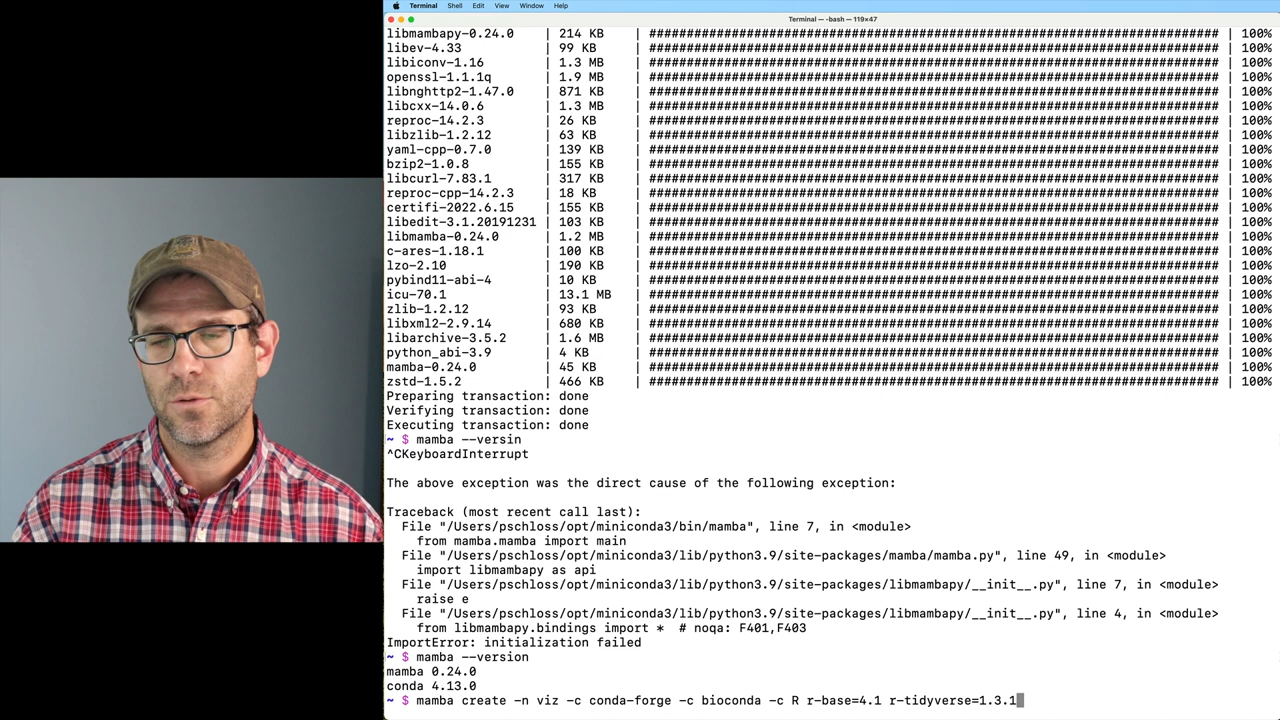 Terminal Shell Edit View Window Help
Terminal — -bash — 119×47
libmambapy-0.24.0 | 214 KB | ############################################################################ | 100%
libev-4.33 | 99 KB | ############################################################################ | 100%
libiconv-1.16 | 1.3 MB | ############################################################################ | 100%
openssl-1.1.1q | 1.9 MB | ############################################################################ | 100%
libnghttp2-1.47.0 | 871 KB | ############################################################################ | 100%
libcxx-14.0.6 | 1.3 MB | ############################################################################ | 100%
reproc-14.2.3 | 26 KB | ############################################################################ | 100%
libzlib-1.2.12 | 63 KB | ############################################################################ | 100%
yaml-cpp-0.7.0 | 139 KB | ############################################################################ | 100%
bzip2-1.0.8 | 155 KB | ############################################################################ | 100%
libcurl-7.83.1 | 317 KB | ############################################################################ | 100%
reproc-cpp-14.2.3 | 18 KB | ############################################################################ | 100%
certifi-2022.6.15 | 155 KB | ############################################################################ | 100%
libedit-3.1.20191231 | 103 KB | ############################################################################ | 100%
libmamba-0.24.0 | 1.2 MB | ############################################################################ | 100%
c-ares-1.18.1 | 100 KB | ############################################################################ | 100%
lzo-2.10 | 190 KB | ############################################################################ | 100%
pybind11-abi-4 | 10 KB | ############################################################################ | 100%
icu-70.1 | 13.1 MB | ############################################################################ | 100%
zlib-1.2.12 | 93 KB | ############################################################################ | 100%
libxml2-2.9.14 | 680 KB | ############################################################################ | 100%
libarchive-3.5.2 | 1.6 MB | ############################################################################ | 100%
python_abi-3.9 | 4 KB | ############################################################################ | 100%
mamba-0.24.0 | 45 KB | ############################################################################ | 100%
zstd-1.5.2 | 466 KB | ############################################################################ | 100%
Preparing transaction: done
Verifying transaction: done
Executing transaction: done
~ $ mamba --versin
^CKeyboardInterrupt
The above exception was the direct cause of the following exception:
Traceback (most recent call last):
File "/Users/pschloss/opt/miniconda3/bin/mamba", line 7, in <module>
from mamba.mamba import main
File "/Users/pschloss/opt/miniconda3/lib/python3.9/site-packages/mamba/mamba.py", line 49, in <module>
import libmambapy as api
File "/Users/pschloss/opt/miniconda3/lib/python3.9/site-packages/libmambapy/__init__.py", line 7, in <module>
raise e
File "/Users/pschloss/opt/miniconda3/lib/python3.9/site-packages/libmambapy/__init__.py", line 4, in <module>
from libmambapy.bindings import * # noqa: F401,F403
ImportError: initialization failed
~ $ mamba --version
mamba 0.24.0
conda 4.13.0
~ $ mamba create -n viz -c conda-forge -c bioconda -c R r-base=4.1 r-tidyverse=1.3.1